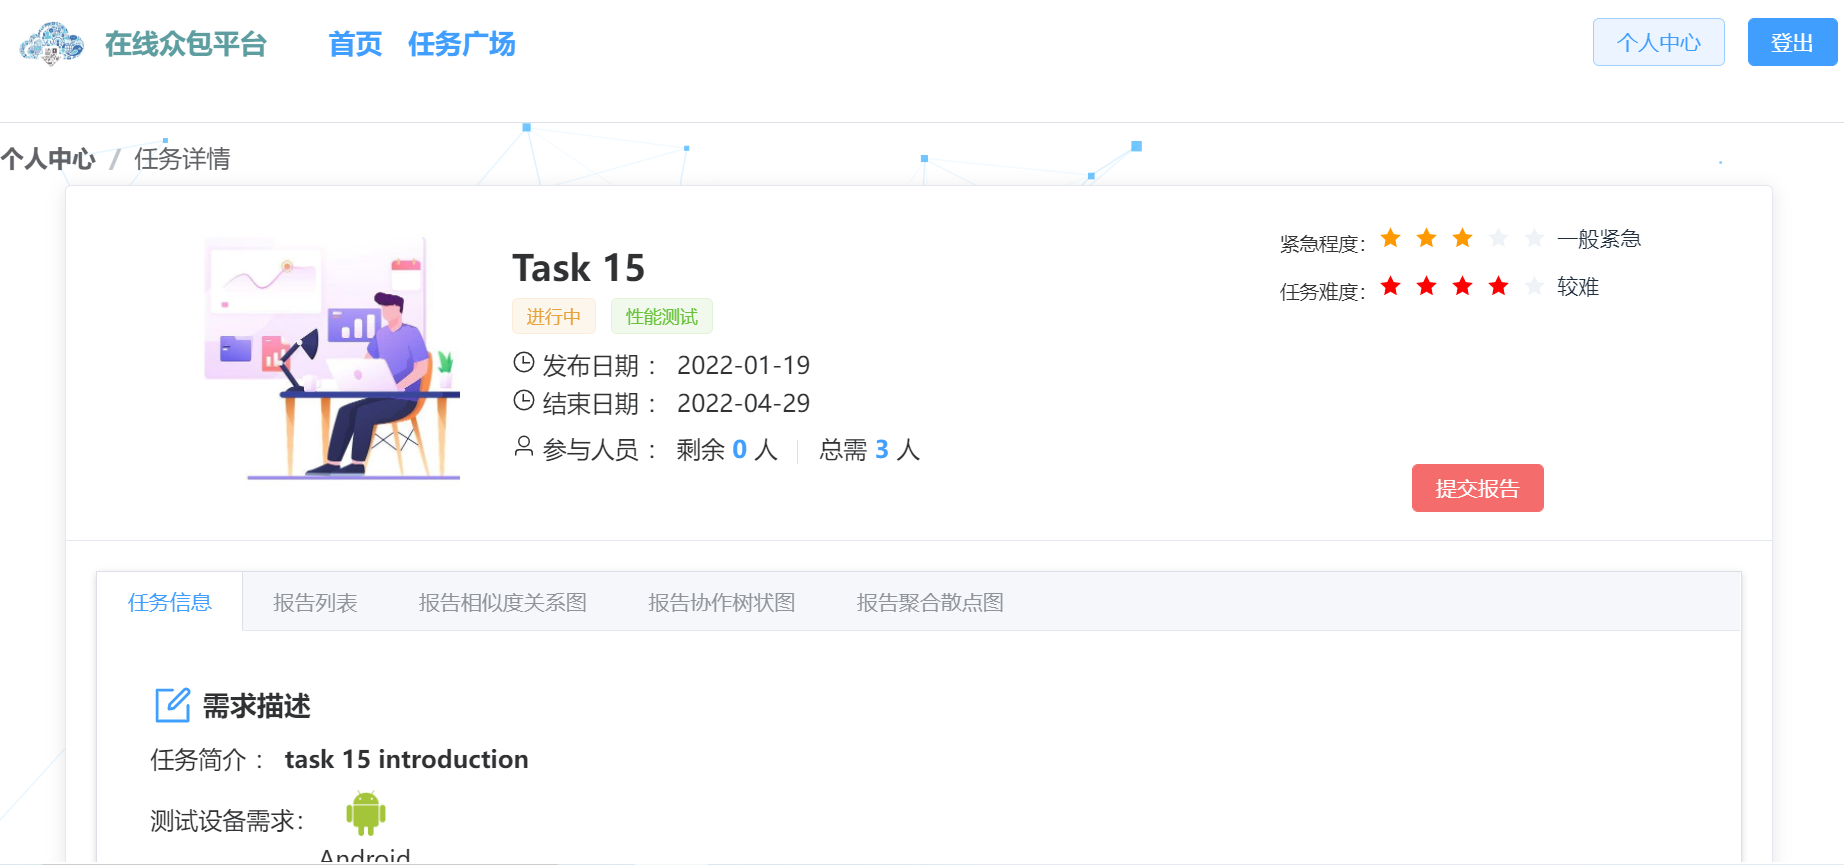 在线众包平台 首页 任务广场 个人中心 登出
个人中心 / 任务详情
紧急程度： 一般紧急
任务难度： 较难
Task 15
进行中 性能测试
发布日期： 2022-01-19
结束日期： 2022-04-29
参与人员： 剩余 0 人 总需 3 人
提交报告
任务信息 报告列表 报告相似度关系图 报告协作树状图 报告聚合散点图
需求描述
任务简介： task 15 introduction
测试设备需求：
Android